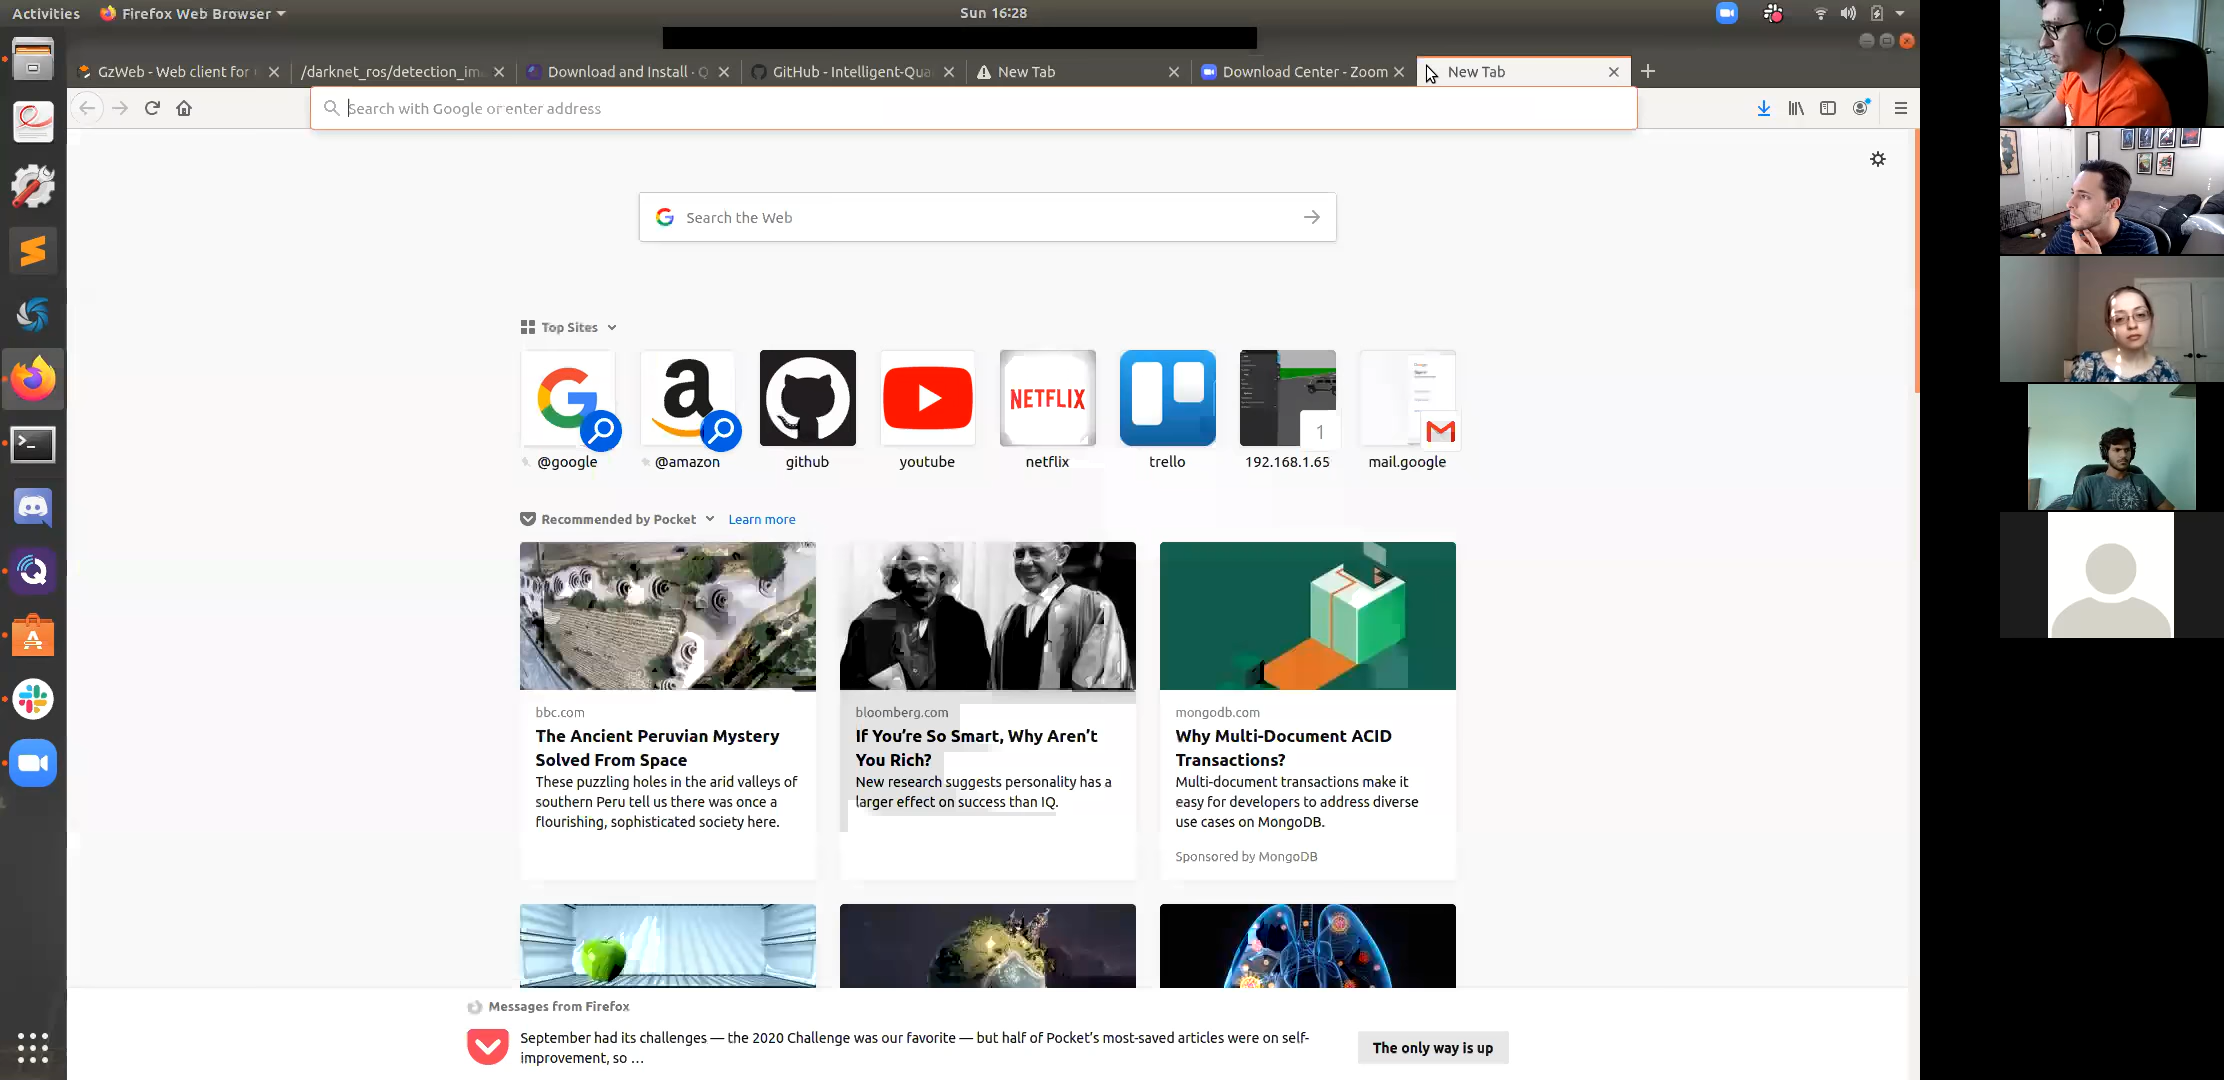 Activities Firefox Web Browser Sun 16:28
GzWeb - Web client for /darknet_ros/detection_im Download and Install · Q GitHub - Intelligent-Qua New Tab Download Center - Zoom New Tab
Search with Google or enter address
Search the Web
Top Sites
NETFLIX 1
@google @amazon github youtube netflix trello 192.168.1.65 mail.google
Recommended by Pocket Learn more
bbc.com
The Ancient Peruvian Mystery
Solved From Space
These puzzling holes in the arid valleys of
southern Peru tell us there was once a
flourishing, sophisticated society here.
bloomberg.com
If You’re So Smart, Why Aren’t
You Rich?
New research suggests personality has a
larger effect on success than IQ.
mongodb.com
Why Multi-Document ACID
Transactions?
Multi-document transactions make it
easy for developers to address diverse
use cases on MongoDB.
Sponsored by MongoDB
Messages from Firefox
September had its challenges — the 2020 Challenge was our favorite — but half of Pocket’s most-saved articles were on self-
improvement, so ...
The only way is up